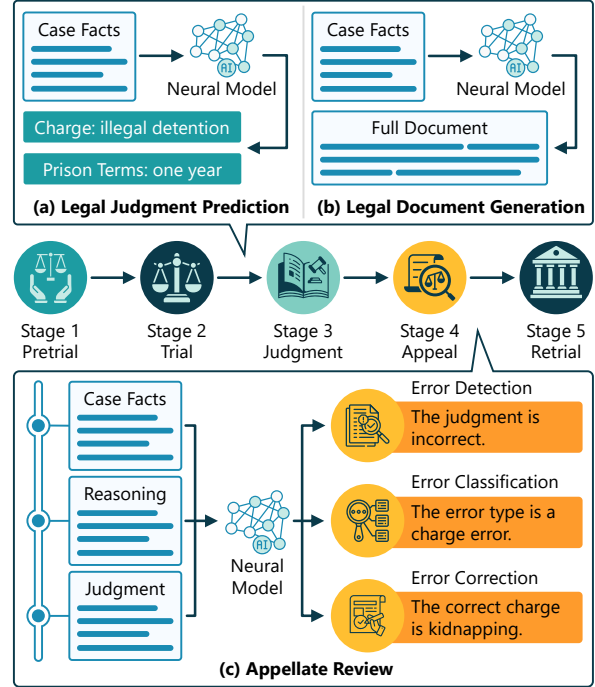 Case Facts
AI
Neural Model
Charge: illegal detention
Prison Terms: one year
(a) Legal Judgment Prediction
Case Facts
AI
Neural Model
Full Document
(b) Legal Document Generation
Stage 1
Pretrial
Stage 2
Trial
Stage 3
Judgment
Stage 4
Appeal
Stage 5
Retrial
Case Facts
Reasoning
Judgment
AI
Neural
Model
Error Detection
The judgment is
incorrect.
Error Classification
The error type is a
charge error.
Error Correction
The correct charge
is kidnapping.
(c) Appellate Review